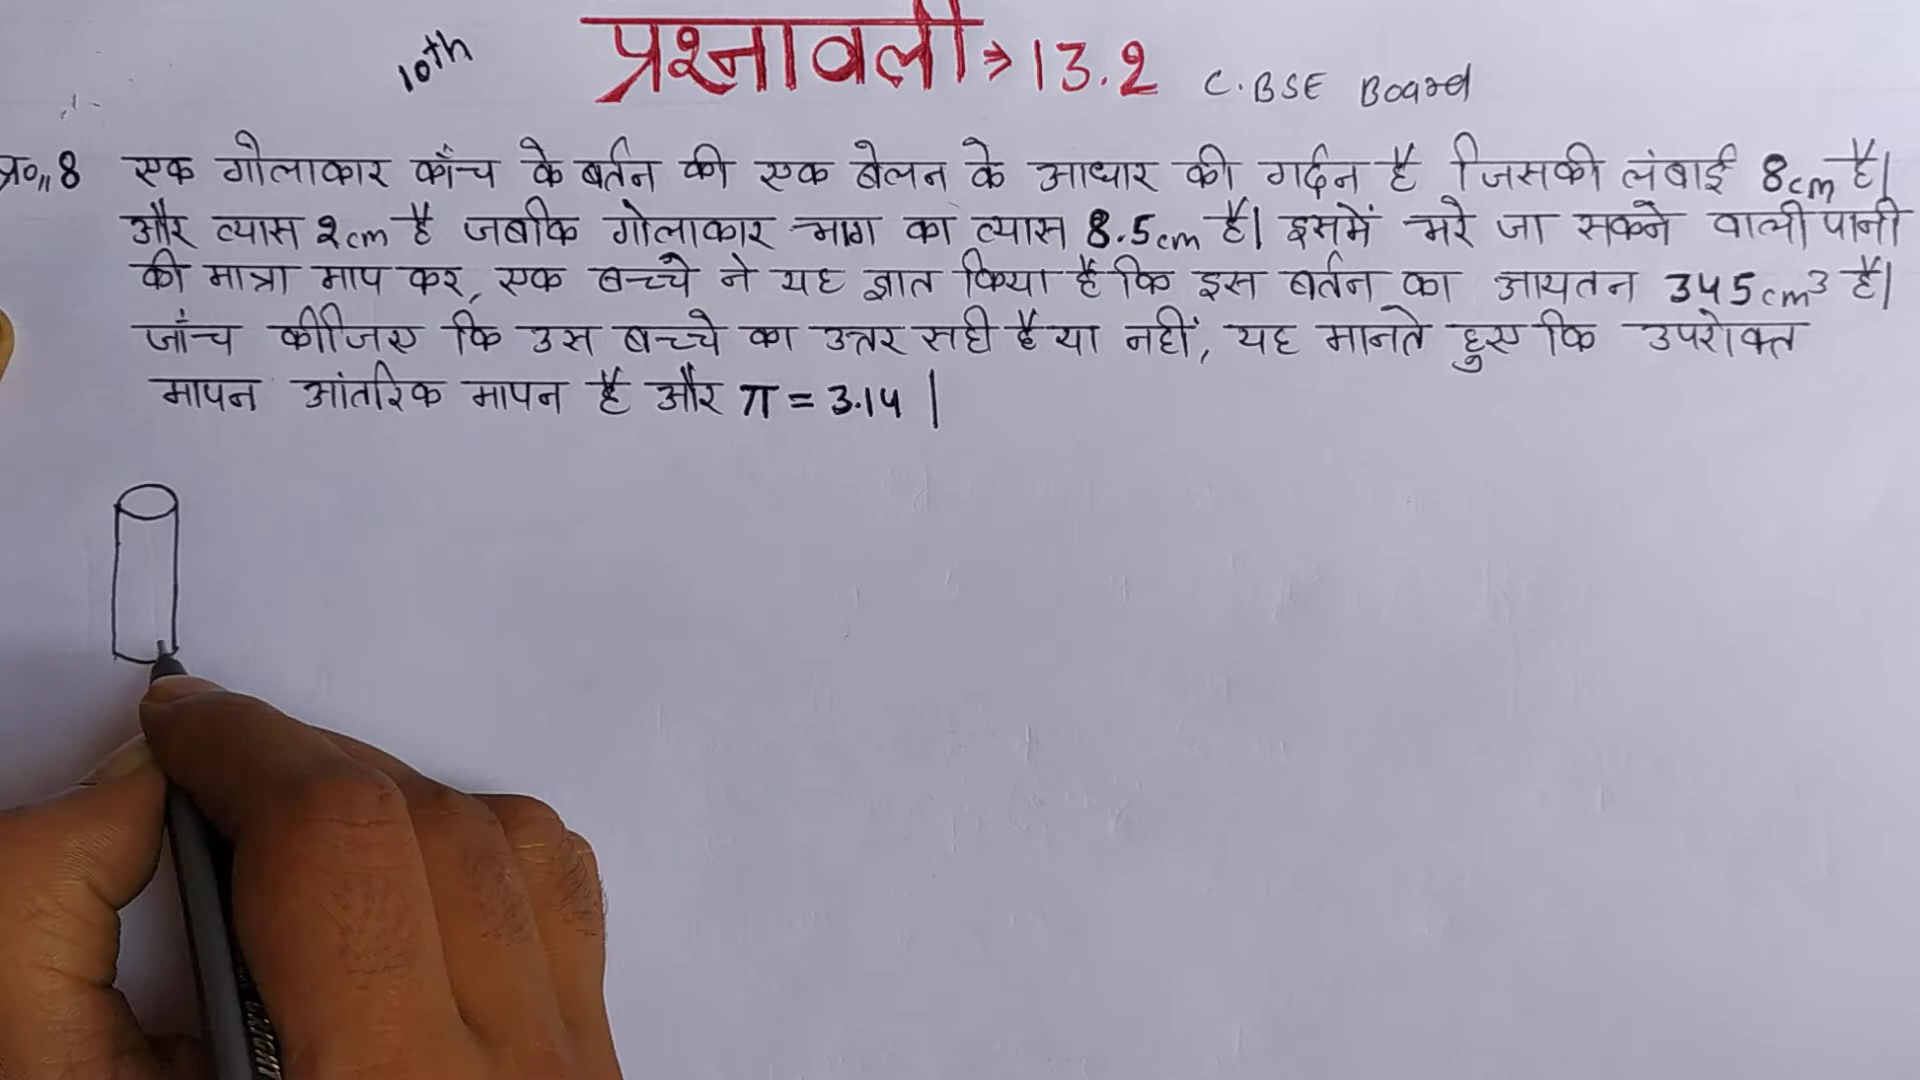 10th प्रश्नावली ⇒ 13.2 C.BSE Board
प्र०,, 8 एक गोलाकार काँच के बर्तन की एक बेलन के आधार की गर्दन है जिसकी लंबाई 8cm है।
और व्यास 2cm है जबकि गोलाकार भाग का व्यास 8.5cm है। इसमें भरे जा सकने वाली पानी
की मात्रा माप कर, एक बच्चे ने यह ज्ञात किया है कि इस बर्तन का आयतन 345cm³ है।
जाँच कीजिए कि उस बच्चे का उत्तर सही है या नहीं, यह मानते हुए कि उपरोक्त
मापन आंतरिक मापन है और π = 3.14 |